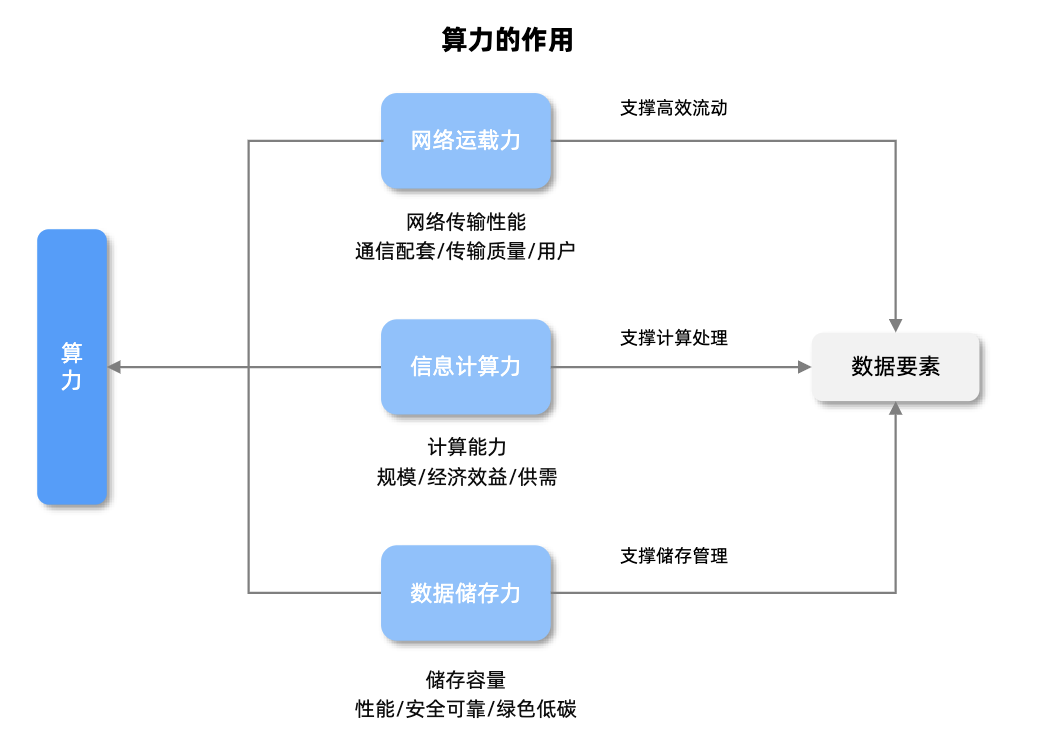 算力的作用
支撑高效流动
网络运载力
网络传输性能
通信配套/传输质量/用户
算
力
支撑计算处理
信息计算力
数据要素
计算能力
规模/经济效益/供需
支撑储存管理
数据储存力
储存容量
性能/安全可靠/绿色低碳